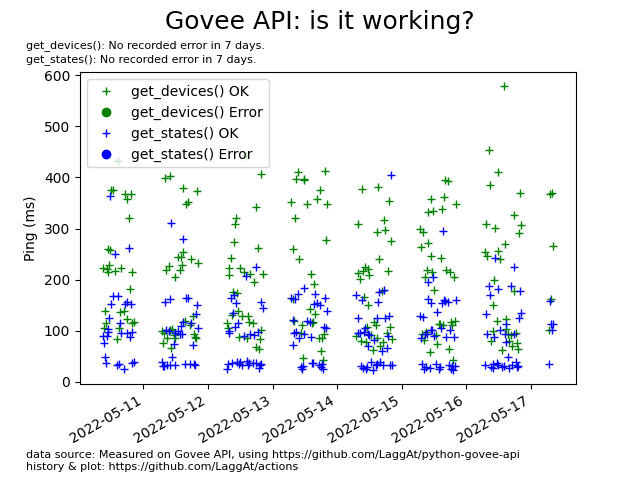 Govee API: is it working?
get_devices(): No recorded error in 7 days.
get_states(): No recorded error in 7 days.
600
500
400
300
200
100
0
Ping (ms)
get_devices() OK
get_devices() Error
get_states() OK
get_states() Error
2022-05-11
2022-05-12
2022-05-13
2022-05-14
2022-05-15
2022-05-16
2022-05-17
data source: Measured on Govee API, using https://github.com/LaggAt/python-govee-api
history & plot: https://github.com/LaggAt/actions